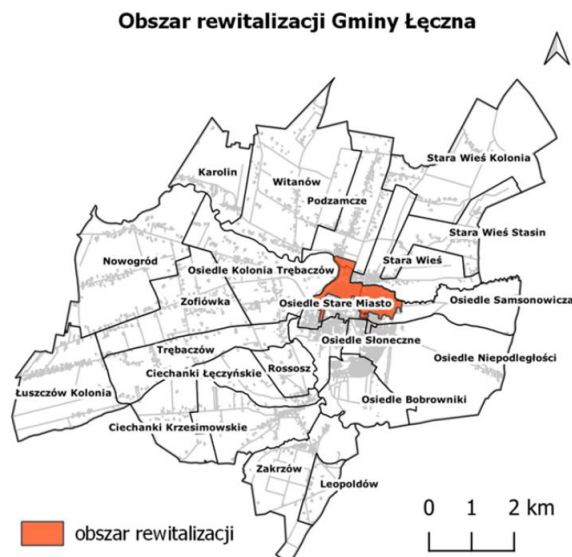 Obszar rewitalizacji Gminy Łęczna
Stara Wieś Kolonia
Karolin
Witanów
Podzamcze
Stara Wieś Stasin
Stara Wieś
Nowogród
Osiedle Kolonia Trębaczów
Zofiówka
Osiedle Stare Miasto
Osiedle Samsonowicza
Osiedle Słoneczne
Trębaczów
Osiedle Niepodległości
Ciechanki Łęczyńskie
Rossosz
Łuszczów Kolonia
Osiedle Bobrowniki
Ciechanki Krzesimowskie
Zakrzów
Leopoldów
0 1 2 km
obszar rewitalizacji